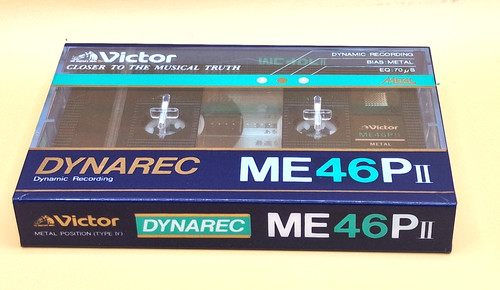 Victor
CLOSER TO THE MUSICAL TRUTH
DYNAMIC RECORDING
BIAS:METAL
EQ:70μS
Victor
ME46PII
METAL
DYNAREC
Dynamic Recording
ME46PII
Victor
METAL POSITION (TYPE IV)
DYNAREC
ME46PII